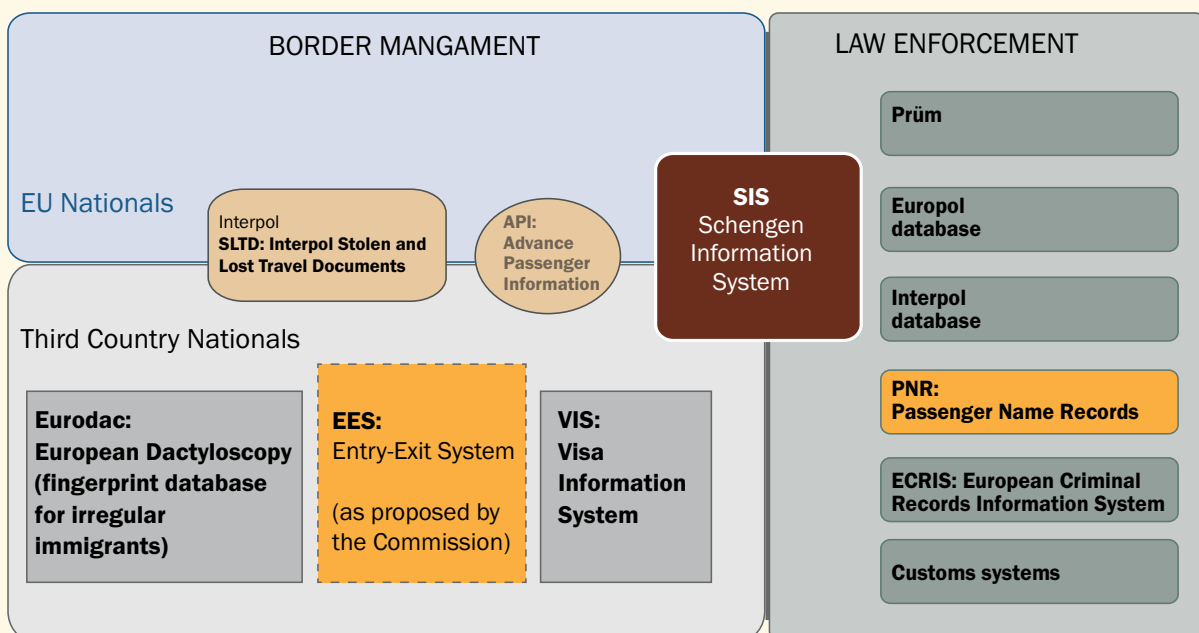 BORDER MANGAMENT
EU Nationals
Interpol
SLTD: Interpol Stolen and
Lost Travel Documents
API:
Advance
Passenger
Information
SIS
Schengen
Information
System
Third Country Nationals
Eurodac:
European Dactyloscopy
(fingerprint database
for irregular
immigrants)
EES:
Entry-Exit System
(as proposed by
the Commission)
VIS:
Visa
Information
System
LAW ENFORCEMENT
Prüm
Europol
database
Interpol
database
PNR:
Passenger Name Records
ECRIS: European Criminal
Records Information System
Customs systems